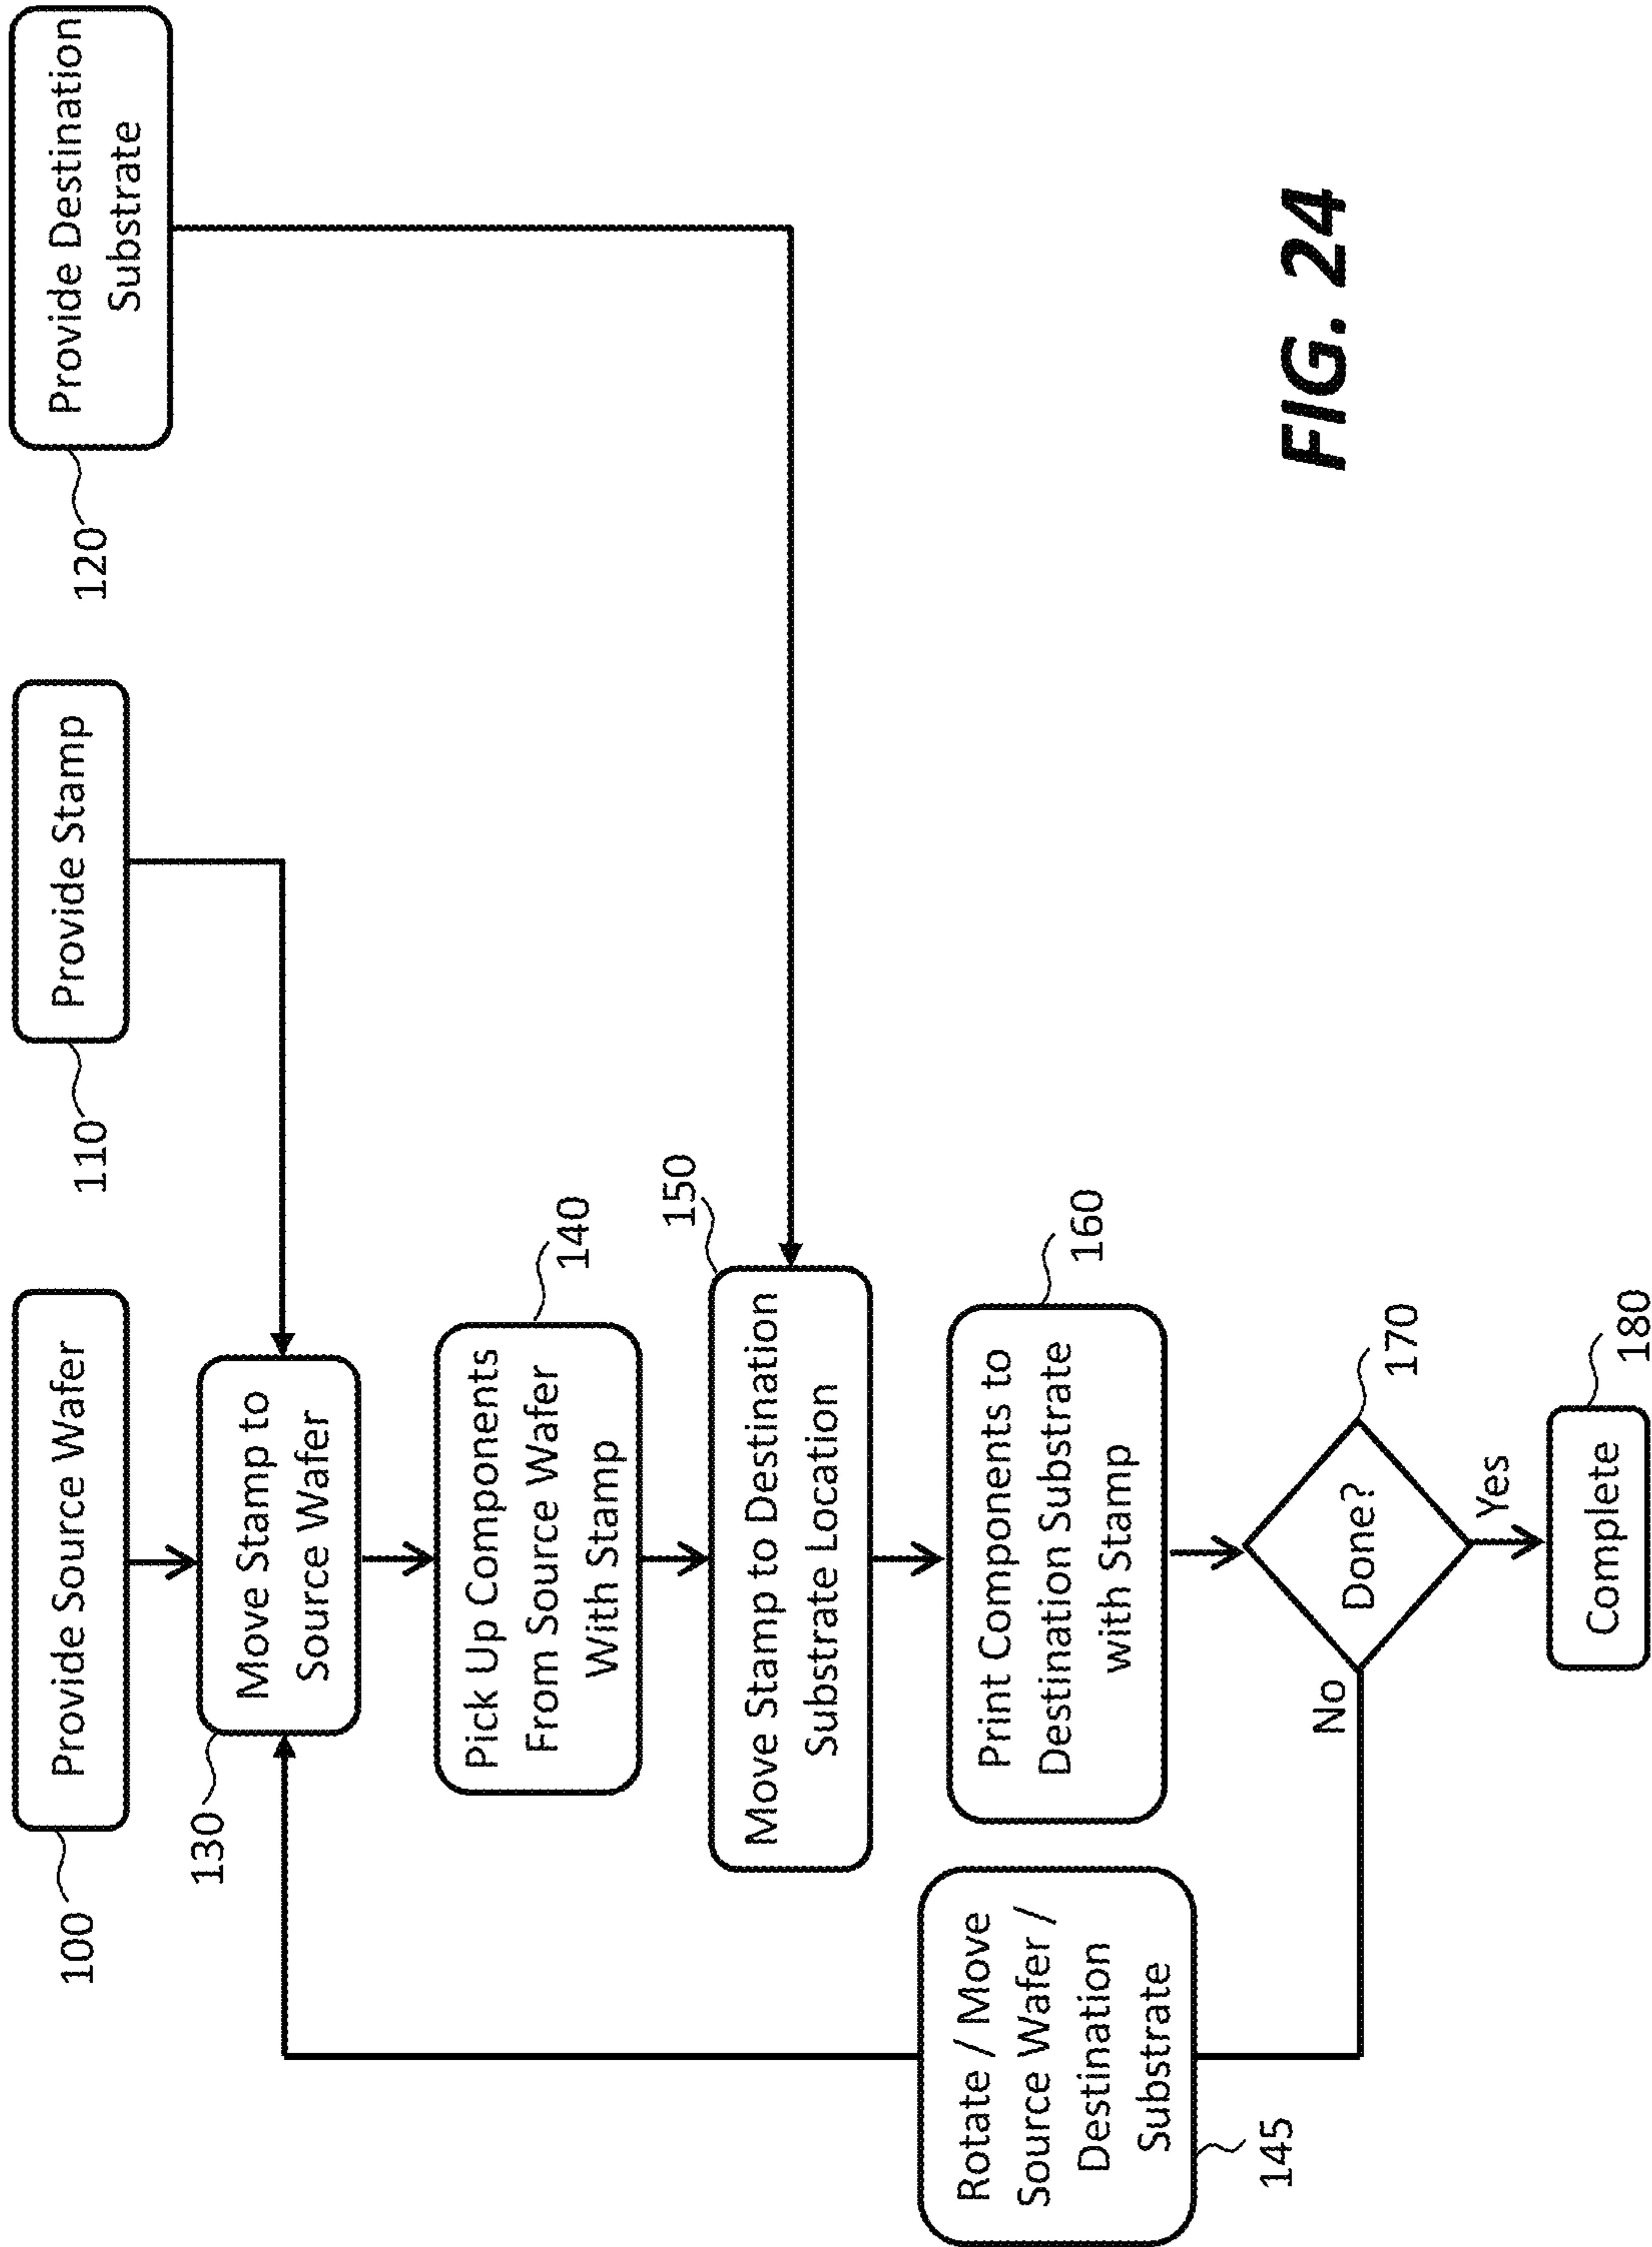 100
Provide Source Wafer
110
Provide Stamp
120
Provide Destination
Substrate
130
Move Stamp to
Source Wafer
140
Pick Up Components
From Source Wafer
With Stamp
150
Move Stamp to Destination
Substrate Location
145
Rotate / Move
Source Wafer /
Destination
Substrate
160
Print Components to
Destination Substrate
with Stamp
170
Done?
No
Yes
180
Complete
FIG. 24